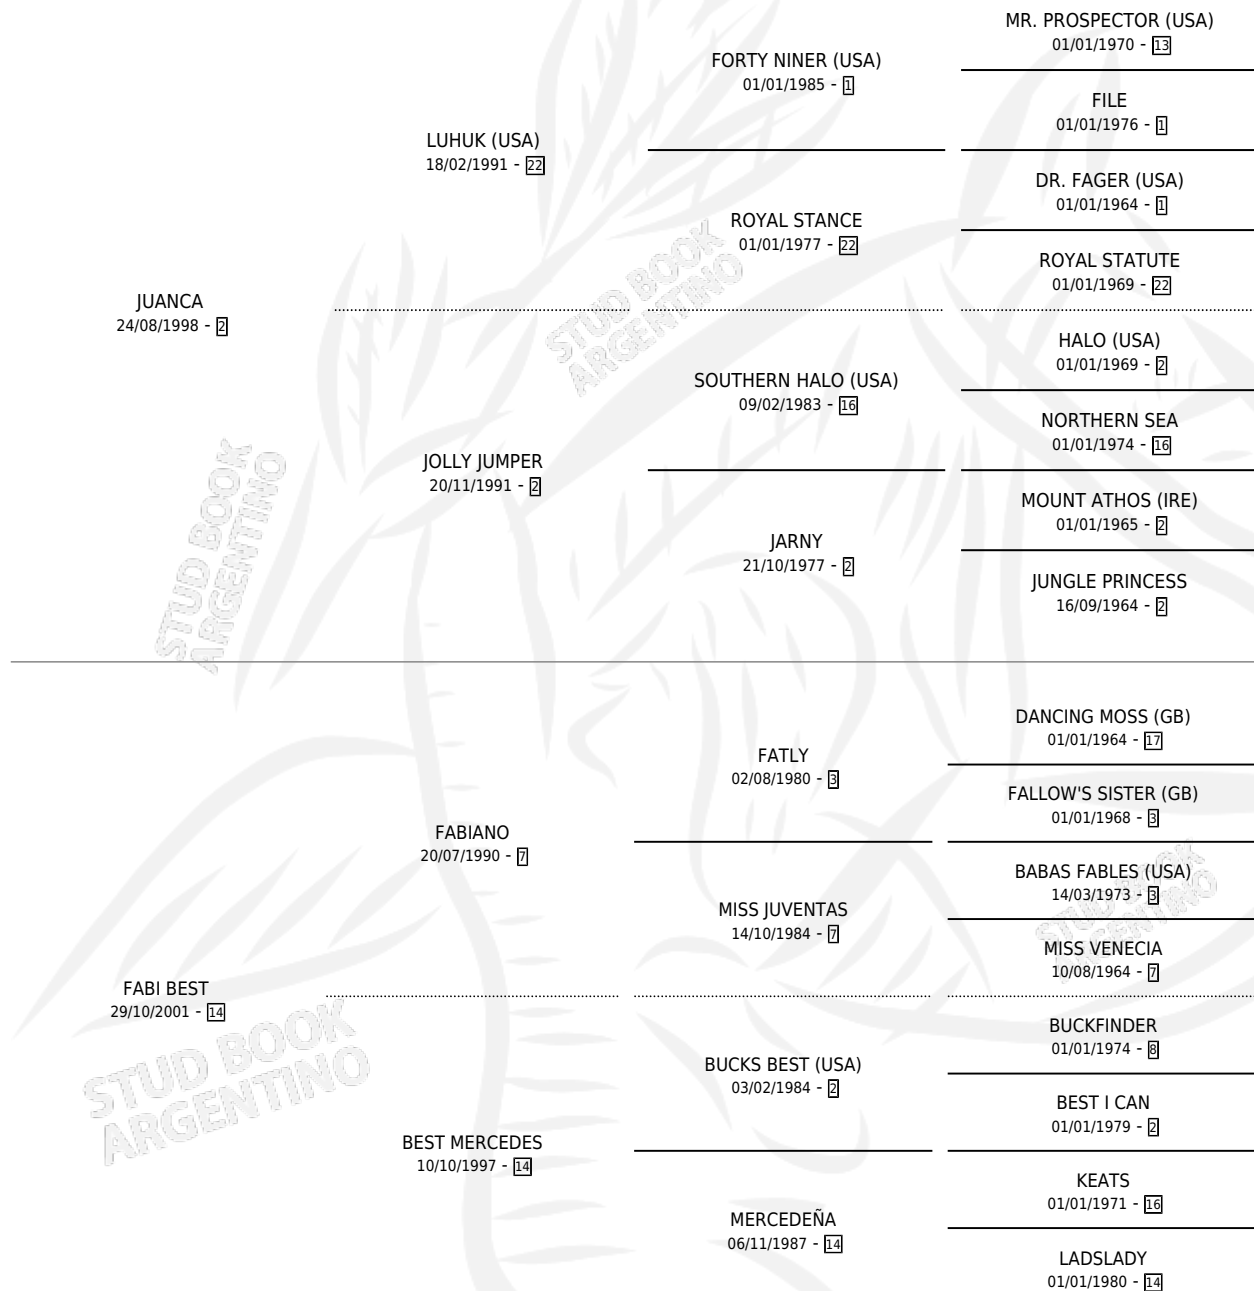 MR. PROSPECTOR (USA)
01/01/1970 - 13
FORTY NINER (USA)
01/01/1985 - 1
FILE
01/01/1976 - 1
LUHUK (USA)
18/02/1991 - 22
DR. FAGER (USA)
01/01/1964 - 1
ROYAL STANCE
01/01/1977 - 22
ROYAL STATUTE
01/01/1969 - 22
JUANCA
24/08/1998 - 2
STUD BOOK
ARGENTINO
HALO (USA)
01/01/1969 - 2
SOUTHERN HALO (USA)
09/02/1983 - 16
NORTHERN SEA
01/01/1974 - 16
JOLLY JUMPER
20/11/1991 - 2
MOUNT ATHOS (IRE)
01/01/1965 - 2
JARNY
21/10/1977 - 2
JUNGLE PRINCESS
16/09/1964 - 2
STUD BOOK
ARGENTINO
DANCING MOSS (GB)
01/01/1964 - 17
FATLY
02/08/1980 - 3
FALLOW'S SISTER (GB)
01/01/1968 - 3
FABIANO
20/07/1990 - 7
BABAS FABLES (USA)
14/03/1973 - 3
MISS JUVENTAS
14/10/1984 - 7
STUD BOOK
ARGENTINO
MISS VENECIA
10/08/1964 - 7
FABI BEST
29/10/2001 - 14
STUD BOOK
ARGENTINO
BUCKFINDER
01/01/1974 - 8
BUCKS BEST (USA)
03/02/1984 - 2
BEST I CAN
01/01/1979 - 2
BEST MERCEDES
10/10/1997 - 14
KEATS
01/01/1971 - 16
MERCEDEÑA
06/11/1987 - 14
LADSLADY
01/01/1980 - 14